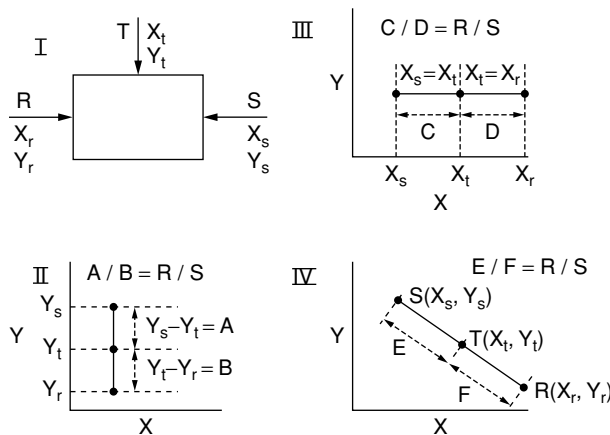 I
T
Xt
Yt
R
Xr
Yr
S
Xs
Ys
III
C / D = R / S
Y
Xs=Xt
Xt=Xr
C
D
Xs
Xt
Xr
X
II
A / B = R / S
Ys
Y
Yt
Yr
Ys–Yt=A
Yt–Yr=B
X
IV
E / F = R / S
Y
S(Xs, Ys)
T(Xt, Yt)
E
F
R(Xr, Yr)
X